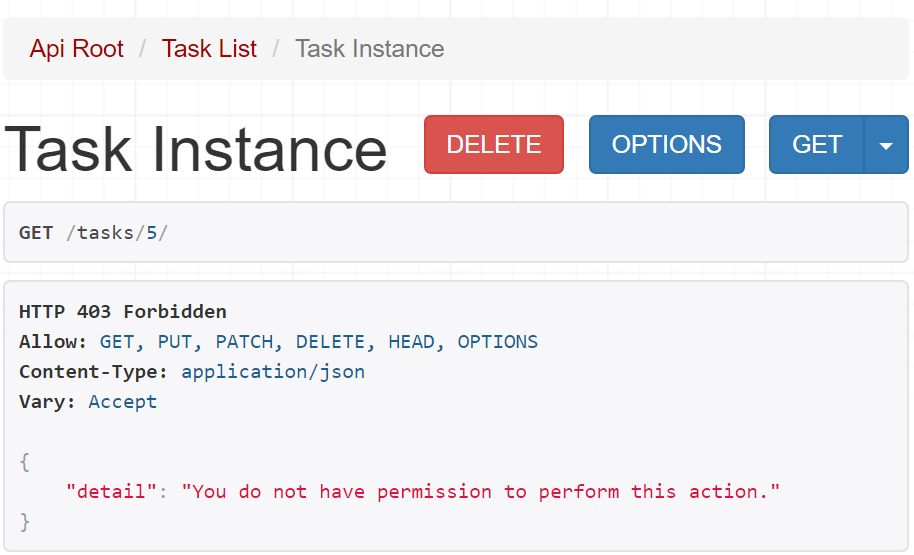 Api Root / Task List / Task Instance
Task Instance DELETE OPTIONS GET
GET /tasks/5/
HTTP 403 Forbidden
Allow: GET, PUT, PATCH, DELETE, HEAD, OPTIONS
Content-Type: application/json
Vary: Accept
{
    "detail": "You do not have permission to perform this action."
}